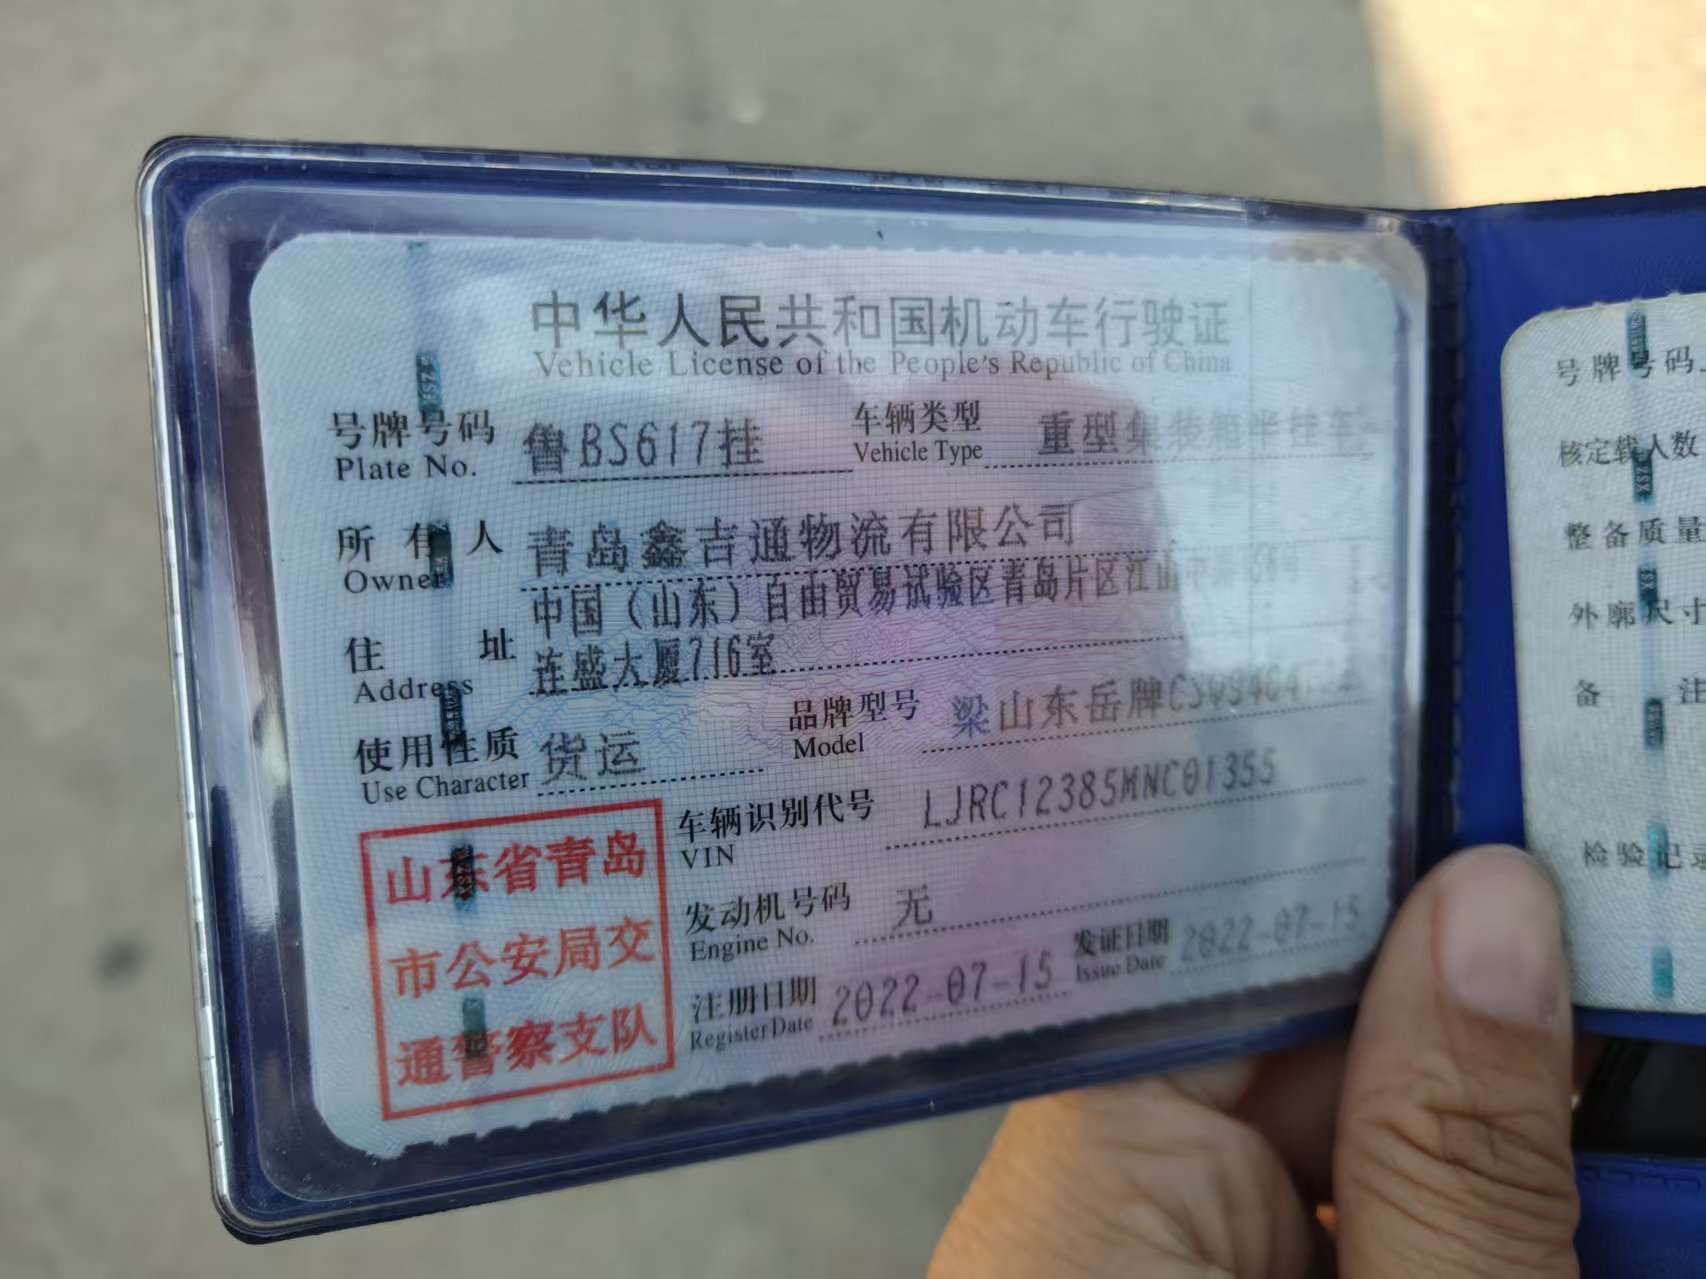 中华人民共和国机动车行驶证
Vehicle License of the People's Republic of China
号牌号码 鲁BS617挂 车辆类型 重型集装箱半挂车
Plate No. Vehicle Type
所有人 青岛鑫吉通物流有限公司
Owner
中国（山东）自由贸易试验区青岛片区江山
住址 连盛大厦716室
Address
使用性质 货运 品牌型号 梁山东岳牌
Use Character Model
车辆识别代号 LJRC12385MNC01355
VIN
发动机号码 无
Engine No.
注册日期 2022-07-15 发证日期 2022-07-15
Register Date Issue Date
山东省青岛
市公安局交
通警察支队
号牌号码
核定载人数
整备质量
外廓尺寸
备 注
检验记录